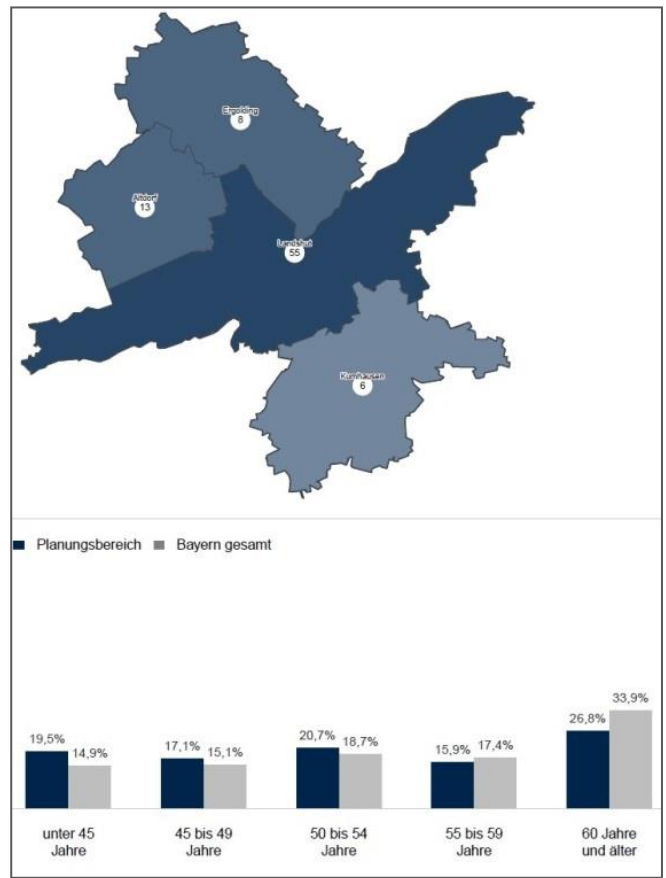 Ergolding
8
Altdorf
13
Landshut
55
Kumhausen
6
Planungsbereich Bayern gesamt
19,5% 14,9% 17,1% 15,1% 20,7% 18,7% 15,9% 17,4% 26,8% 33,9%
unter 45 45 bis 49 50 bis 54 55 bis 59 60 Jahre
Jahre Jahre Jahre Jahre und älter